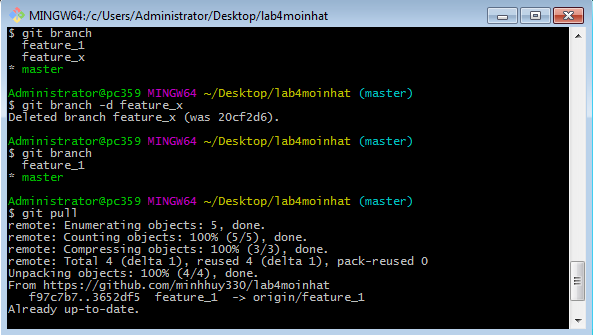 MINGW64:/c/Users/Administrator/Desktop/lab4moinhat
$ git branch
  feature_1
  feature_x
* master
Administrator@pc359 MINGW64 ~/Desktop/lab4moinhat (master)
$ git branch -d feature_x
Deleted branch feature_x (was 20cf2d6).
Administrator@pc359 MINGW64 ~/Desktop/lab4moinhat (master)
$ git branch
  feature_1
* master
Administrator@pc359 MINGW64 ~/Desktop/lab4moinhat (master)
$ git pull
remote: Enumerating objects: 5, done.
remote: Counting objects: 100% (5/5), done.
remote: Compressing objects: 100% (3/3), done.
remote: Total 4 (delta 1), reused 4 (delta 1), pack-reused 0
Unpacking objects: 100% (4/4), done.
From https://github.com/minhhuy330/lab4moinhat
   f97c7b7..3652df5  feature_1  -> origin/feature_1
Already up-to-date.